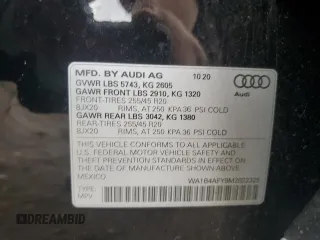 MFD. BY AUDI AG 10 20
GVWR LBS 5743, KG 2605
GAWR FRONT LBS 2910, KG 1320
FRONT-TIRES 255/45 R20
8JX20 RIMS, AT 250 KPA 36 PSI COLD
GAWR REAR LBS 3042, KG 1380
REAR-TIRES 255/45 R20
8JX20 RIMS, AT 250 KPA 36 PSI COLD
Audi
THIS VEHICLE CONFORMS TO ALL APPLICABLE
U.S. FEDERAL MOTOR VEHICLE SAFETY,
BUMPER, AND THEFT PREVENTION STANDARDS
IN EFFECT ON THE DATE OF MANUFACTURE
SHOWN ABOVE.
MEXICO
TYPE:
MPV